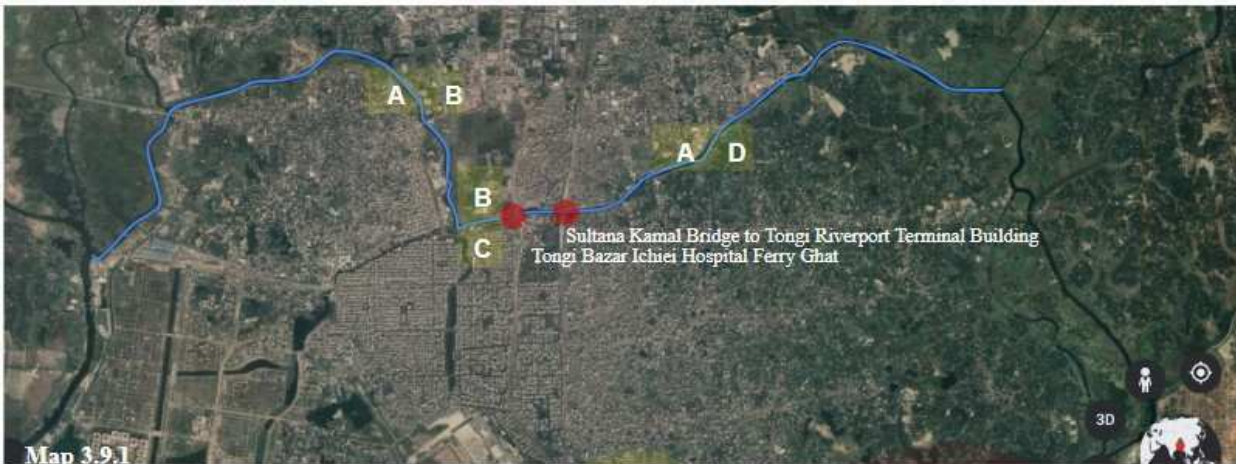 A B
A D
B
C
Sultana Kamal Bridge to Tongi Riverport Terminal Building
Tongi Bazar Ichiei Hospital Ferry Ghat
3D
Map 3.9.1